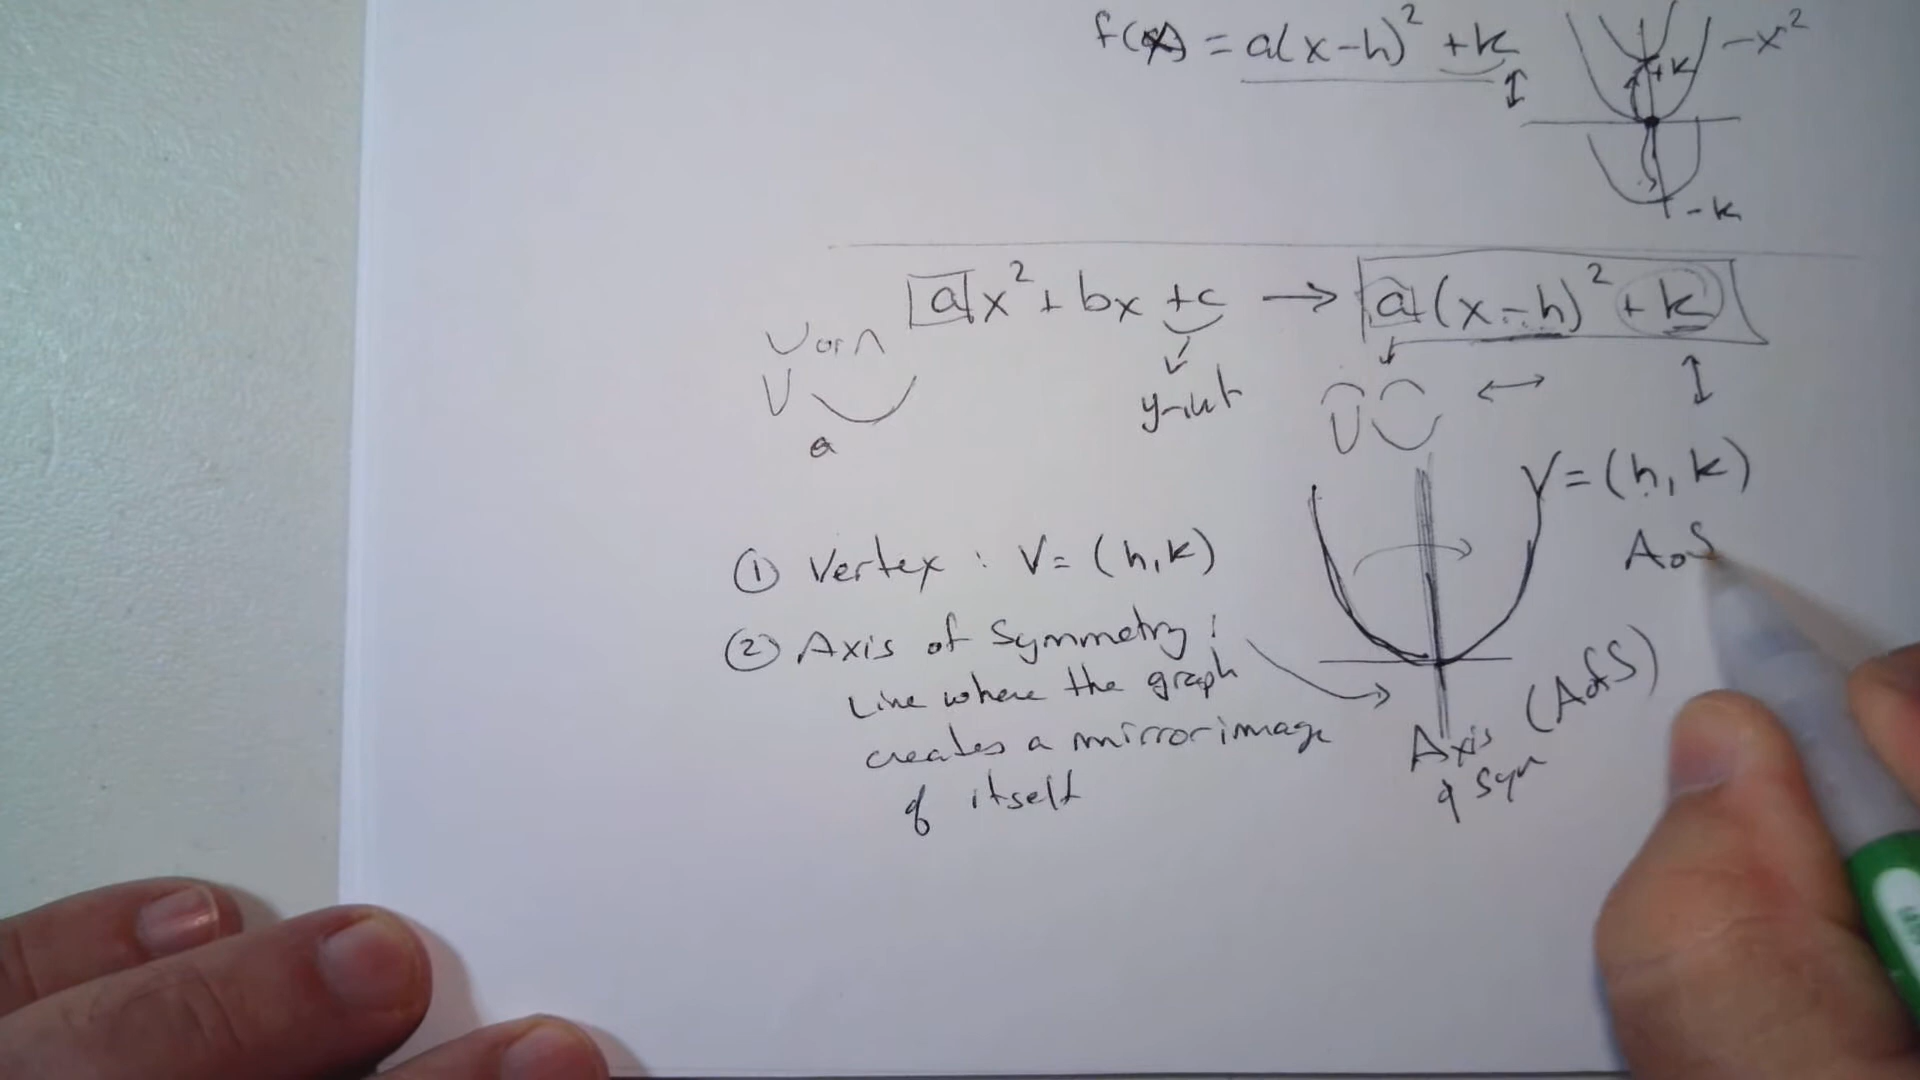 f(x) = a(x-h)² + k
-x²
+k
-k
ax² + bx + c → a(x-h)² + k
∪ or ∩
a
y-int
V = (h, k)
AoS
① Vertex : V = (h, k)
② Axis of Symmetry :
Line where the graph
creates a mirror image
of itself
Axis
of Sym
(AofS)